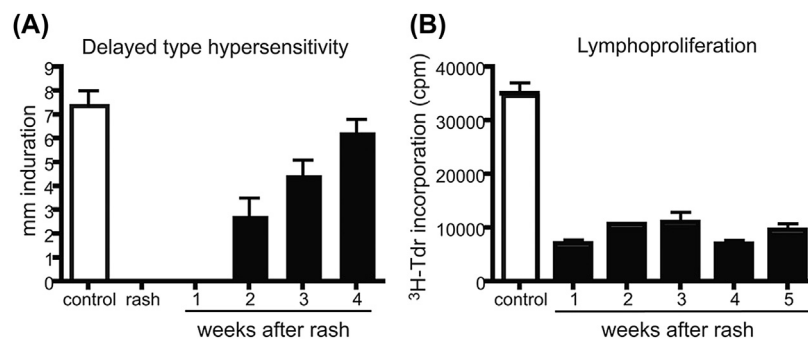 (A)
Delayed type hypersensitivity
mm induration
9
8
7
6
5
4
3
2
1
0
control rash 1 2 3 4
weeks after rash
(B)
Lymphoproliferation
³H-Tdr incorporation (cpm)
40000
30000
20000
10000
0
control 1 2 3 4 5
weeks after rash